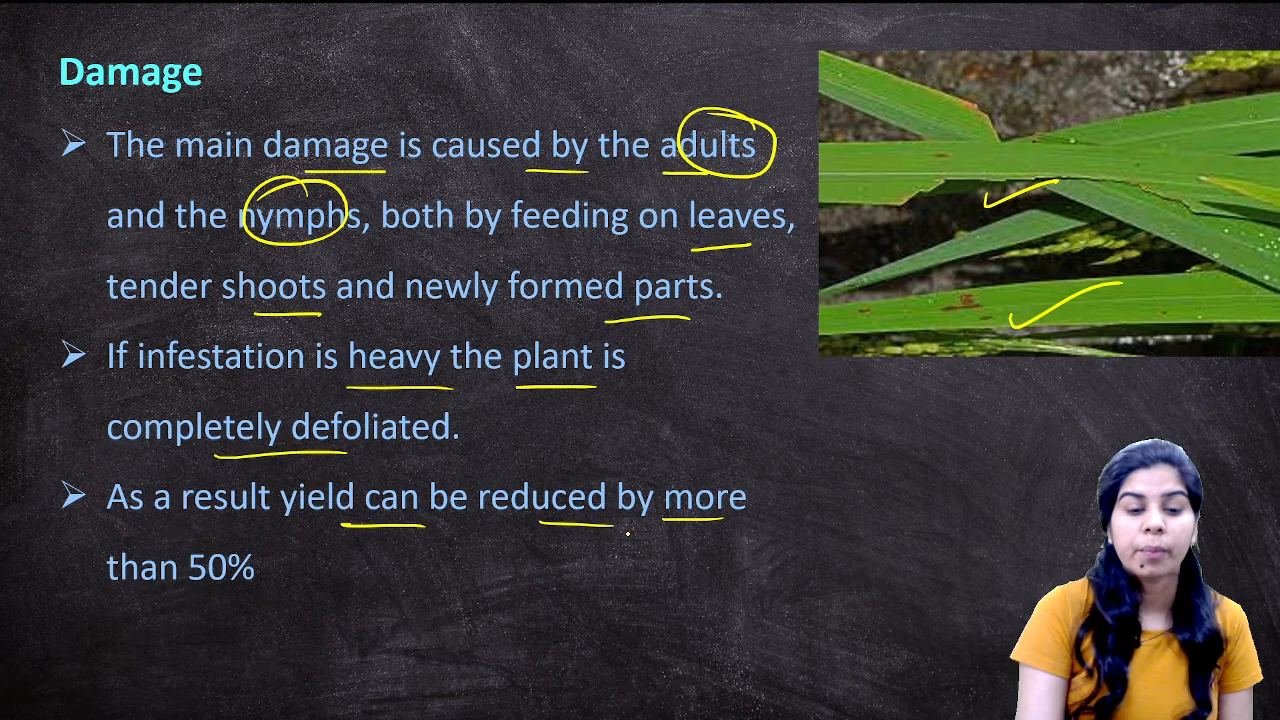 Damage
The main damage is caused by the adults
and the nymphs, both by feeding on leaves,
tender shoots and newly formed parts.
If infestation is heavy the plant is
completely defoliated.
As a result yield can be reduced by more
than 50%